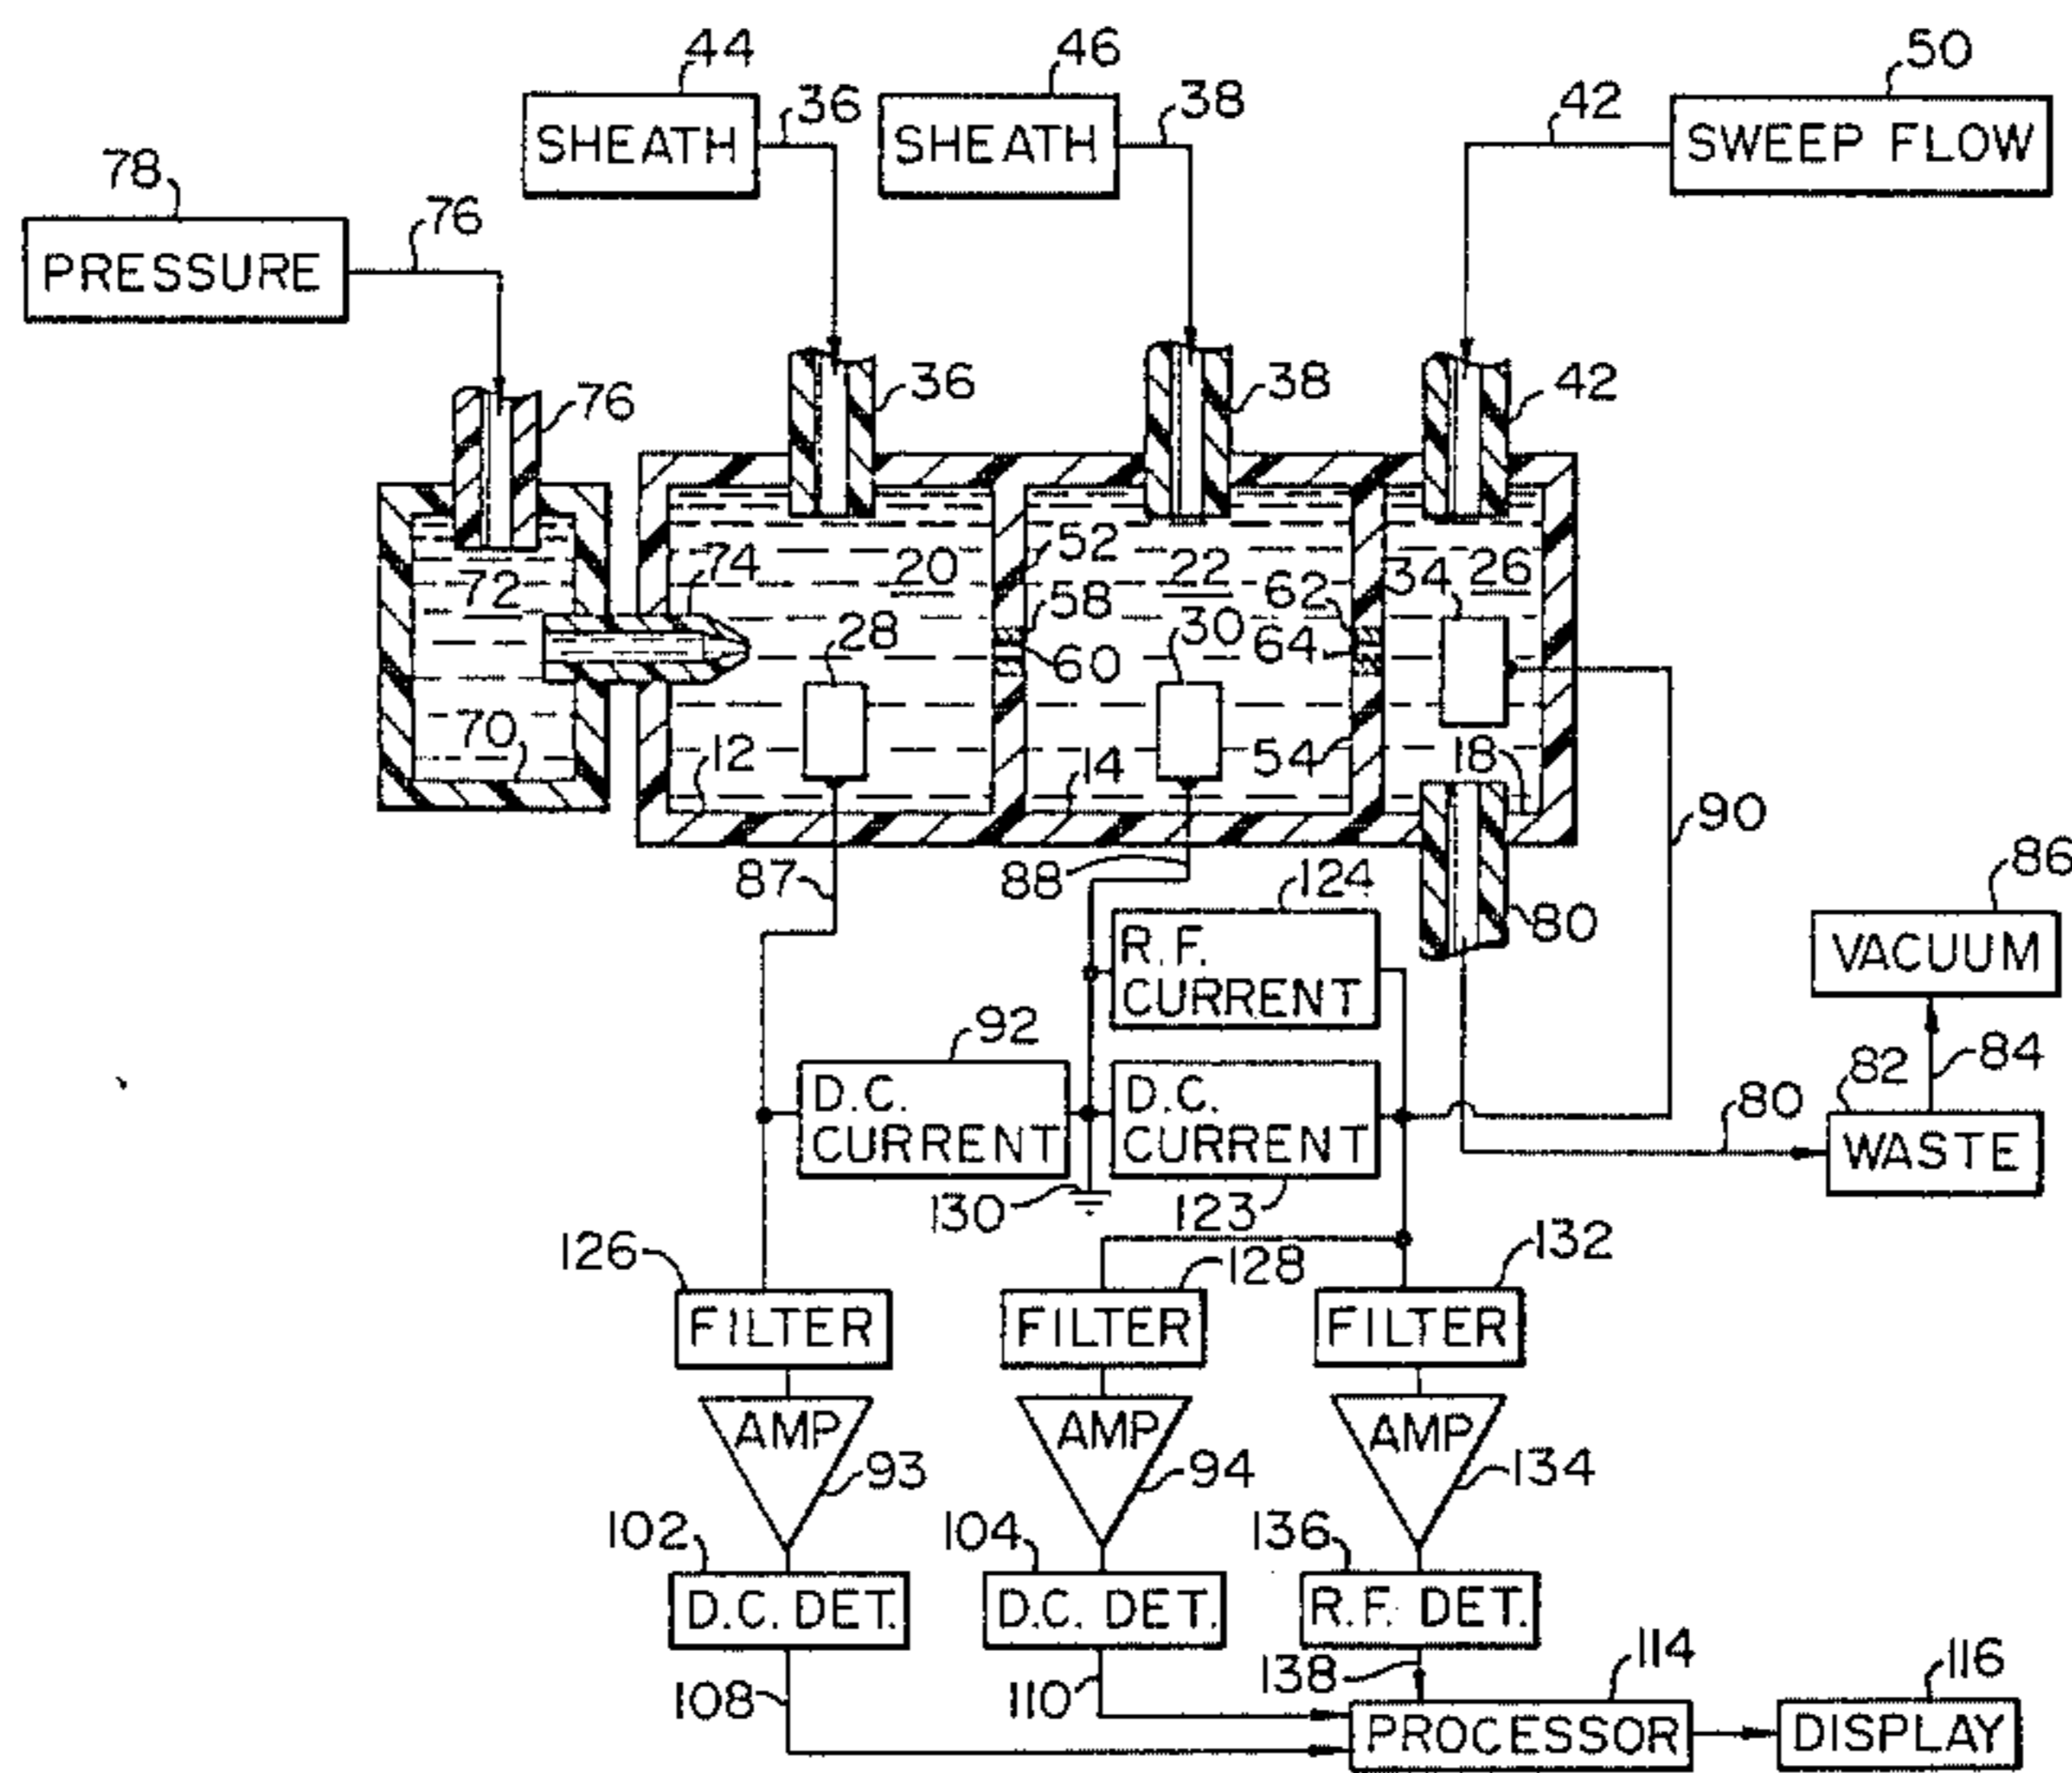 44
46
50
36
38
42
SHEATH
SHEATH
SWEEP FLOW
78
76
PRESSURE
36
38
42
76
52
74
20
22
34
26
72
58
62
28
30
64
60
70
12
14
54
18
90
87
88
124
86
80
R.F.
CURRENT
VACUUM
92
82
84
D.C.
CURRENT
D.C.
CURRENT
80
WASTE
130
123
126
128
132
FILTER
FILTER
FILTER
AMP
AMP
AMP
93
94
134
102
104
136
D.C. DET.
D.C. DET.
R.F. DET.
108
110
138
114
116
PROCESSOR
DISPLAY